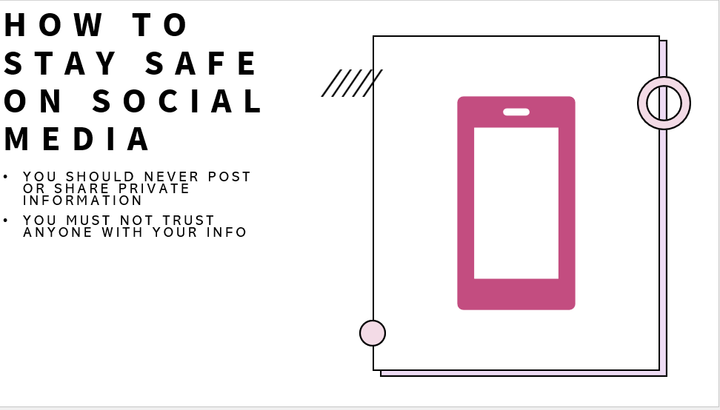 HOW TO
STAY SAFE
ON SOCIAL
MEDIA
• YOU SHOULD NEVER POST
OR SHARE PRIVATE
INFORMATION
• YOU MUST NOT TRUST
ANYONE WITH YOUR INFO